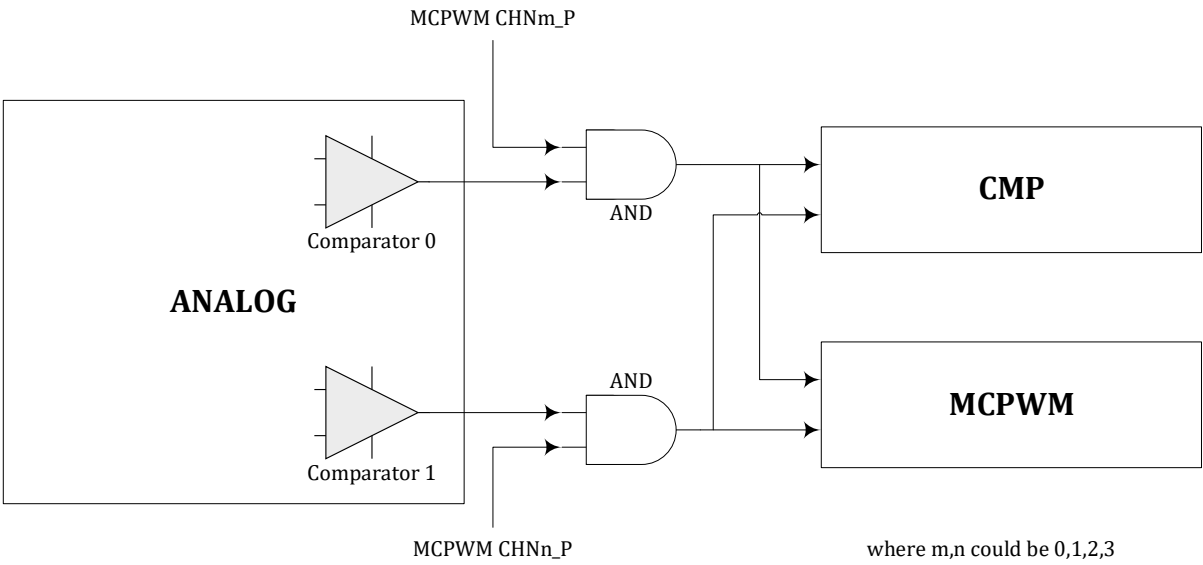 MCPWM CHNm_P
CMP
AND
Comparator 0
ANALOG
AND
MCPWM
Comparator 1
MCPWM CHNn_P
where m,n could be 0,1,2,3